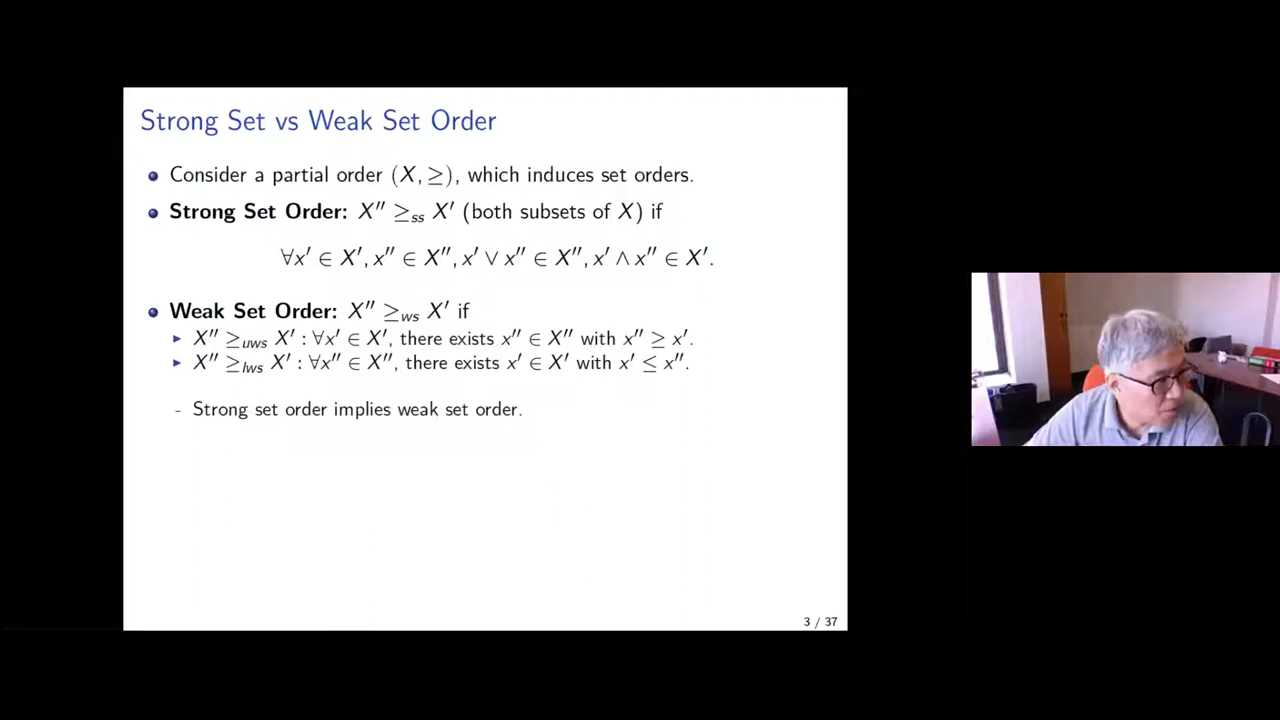 Strong Set vs Weak Set Order
Consider a partial order (X, ≥), which induces set orders.
Strong Set Order: X″ ≥ss X′ (both subsets of X) if
∀x′ ∈ X′, x″ ∈ X″, x′ ∨ x″ ∈ X″, x′ ∧ x″ ∈ X′.
Weak Set Order: X″ ≥ws X′ if
X″ ≥uws X′ : ∀x′ ∈ X′, there exists x″ ∈ X″ with x″ ≥ x′.
X″ ≥lws X′ : ∀x″ ∈ X″, there exists x′ ∈ X′ with x′ ≤ x″.
- Strong set order implies weak set order.
3 / 37